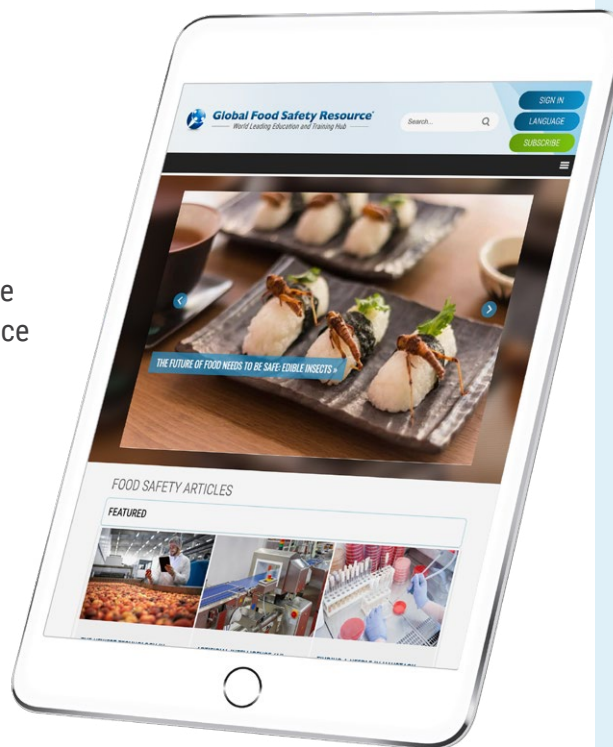 e
ce
Global Food Safety Resource
World Leading Education and Training Hub
Search...
SIGN IN
LANGUAGE
SUBSCRIBE
THE FUTURE OF FOOD NEEDS TO BE SAFE: EDIBLE INSECTS »
FOOD SAFETY ARTICLES
FEATURED